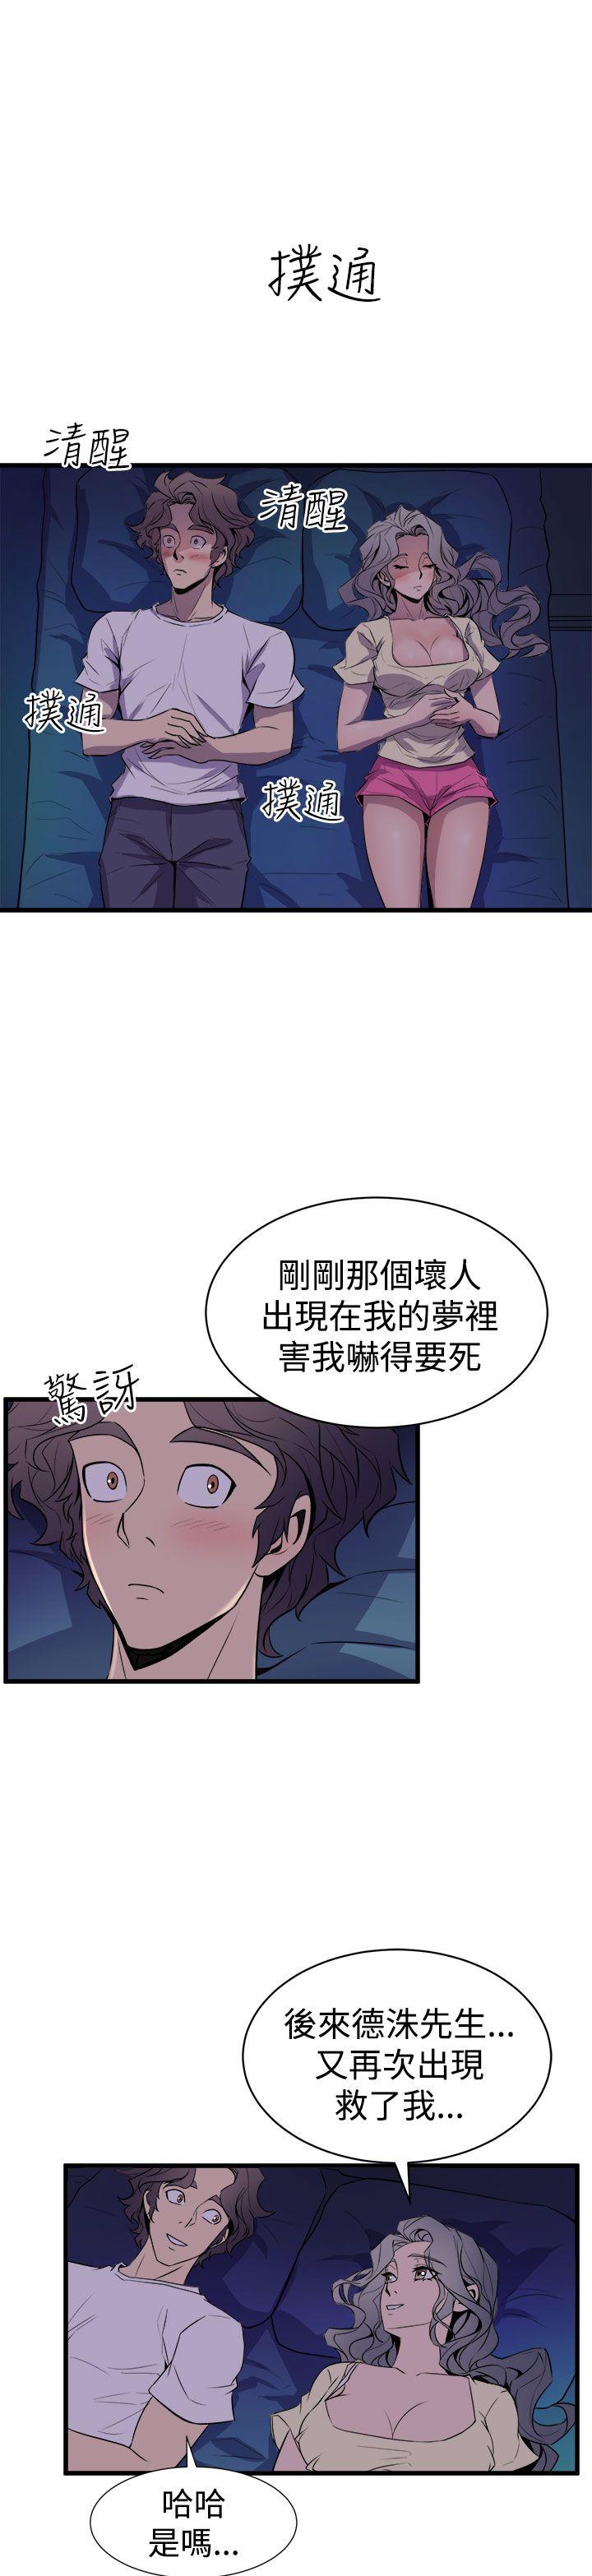 撲通
清醒
清醒
撲通
撲通
剛剛那個壞人
出現在我的夢裡
害我嚇得要死
驚訝
後來德洙先生...
又再次出現
救了我...
哈哈
是嗎...